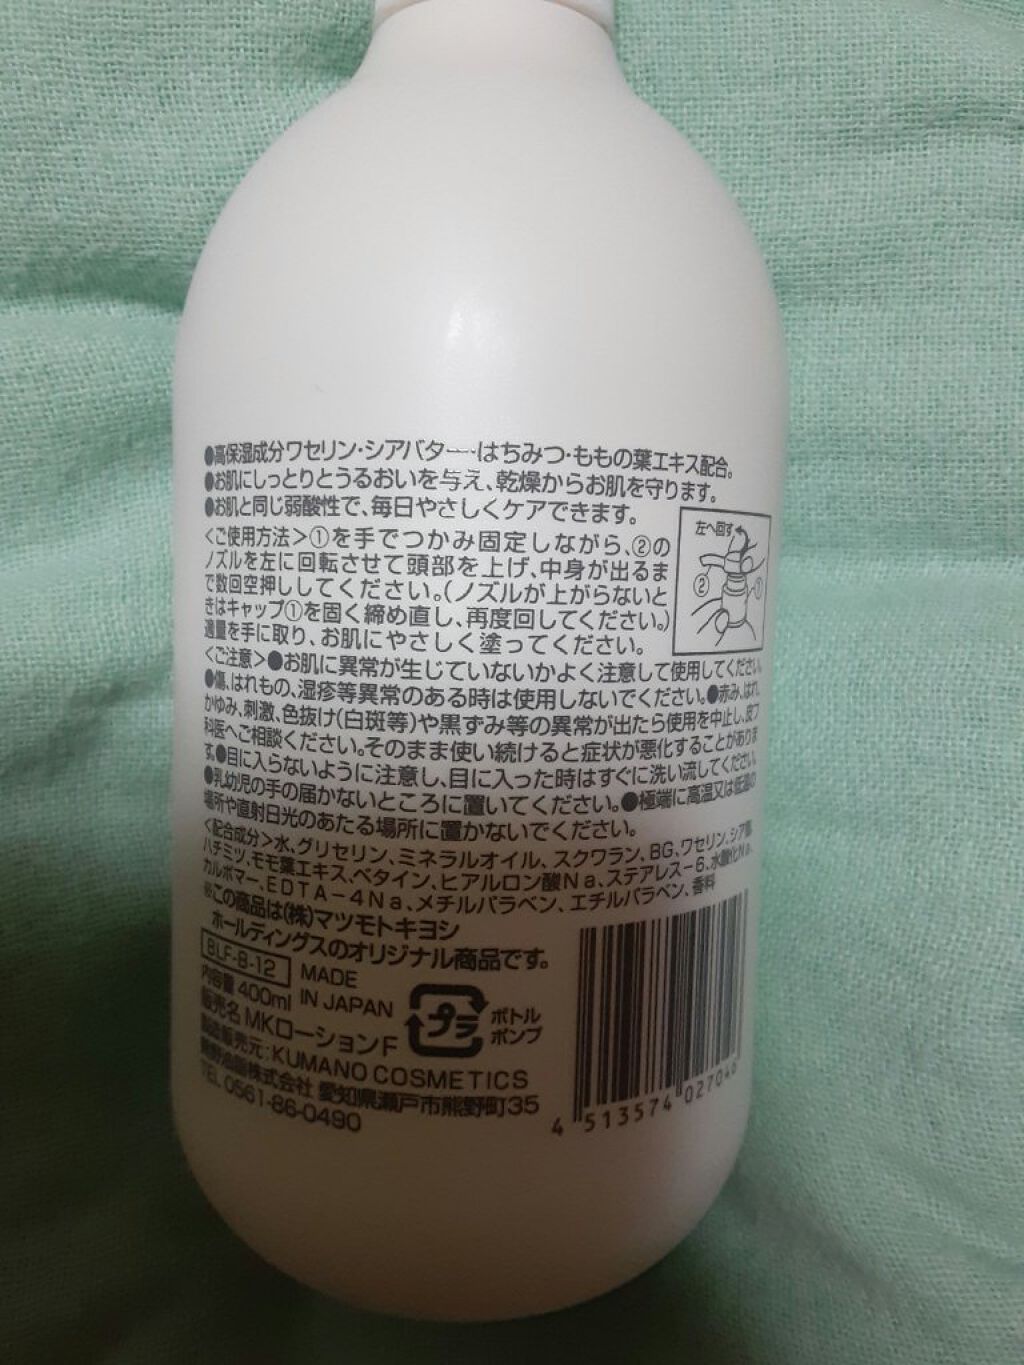 ●高保湿成分ワセリン・シアバター・はちみつ・ももの葉エキス配合。
●お肌にしっとりとうるおいを与え、乾燥からお肌を守ります。
●お肌と同じ弱酸性で、毎日やさしくケアできます。
＜ご使用方法＞①を手でつかみ固定しながら、②の
ノズルを左に回転させて頭部を上げ、中身が出るま
で数回空押ししてください。(ノズルが上がらないと
きはキャップ①を固く締め直し、再度回してください。)
適量を手に取り、お肌にやさしく塗ってください。
左へ回す
②
①
＜ご注意＞●お肌に異常が生じていないかよく注意して使用してください。
●傷、はれもの、湿疹等異常のある時は使用しないでください。●赤み、はれ、
かゆみ、刺激、色抜け(白斑等)や黒ずみ等の異常が出たら使用を中止し、皮フ
科医へご相談ください。そのまま使い続けると症状が悪化することがありま
す。●目に入らないように注意し、目に入った時はすぐに洗い流してください。
●乳幼児の手の届かないところに置いてください。●極端に高温又は低温の
場所や直射日光のあたる場所に置かないでください。
＜配合成分＞水、グリセリン、ミネラルオイル、スクワラン、BG、ワセリン、シア脂、
ハチミツ、モモ葉エキス、ベタイン、ヒアルロン酸Na、ステアレス－6、水酸化Na、
カルボマー、EDTA－4Na、メチルパラベン、エチルパラベン、香料
※この商品は(株)マツモトキヨシ
ホールディングスのオリジナル商品です。
BLF-B-12
MADE
IN JAPAN
内容量 400ml
プラ
ボトル
ポンプ
販売名 MKローションF
製造販売元:KUMANO COSMETICS
熊野油脂株式会社 愛知県瀬戸市熊野町35
TEL 0561-86-0490
4 513574 027046